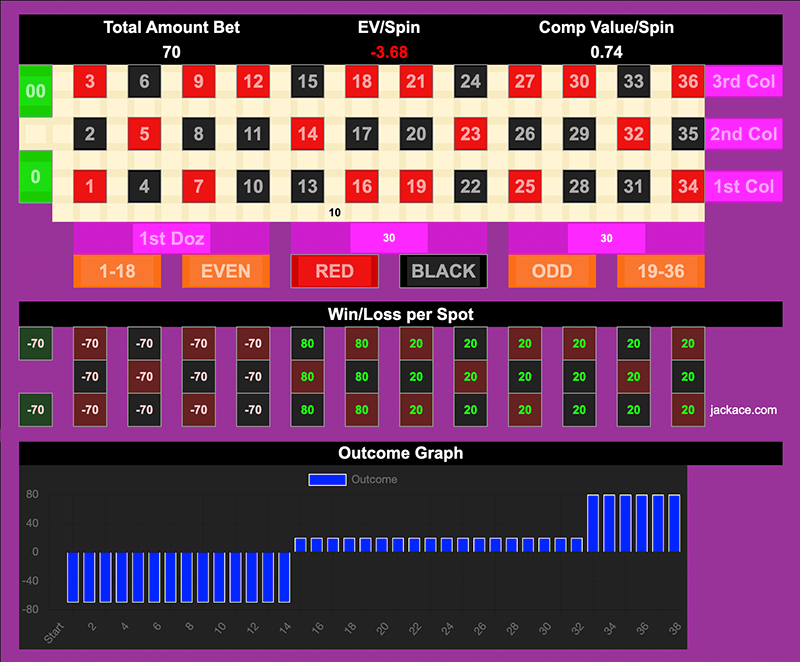 Total Amount Bet EV/Spin Comp Value/Spin
70 -3.68 0.74
00 3 6 9 12 15 18 21 24 27 30 33 36 3rd Col
2 5 8 11 14 17 20 23 26 29 32 35 2nd Col
0 1 4 7 10 13 16 19 22 25 28 31 34 1st Col
10
1st Doz 30 30
1-18 EVEN RED BLACK ODD 19-36
Win/Loss per Spot
-70 -70 -70 -70 -70 80 80 20 20 20 20 20 20
-70 -70 -70 -70 80 80 20 20 20 20 20 20
-70 -70 -70 -70 -70 80 80 20 20 20 20 20 20 jackace.com
Outcome Graph
Outcome
80
40
0
-40
-80
Start 2 4 6 8 10 12 14 16 18 20 22 24 26 28 30 32 34 36 38